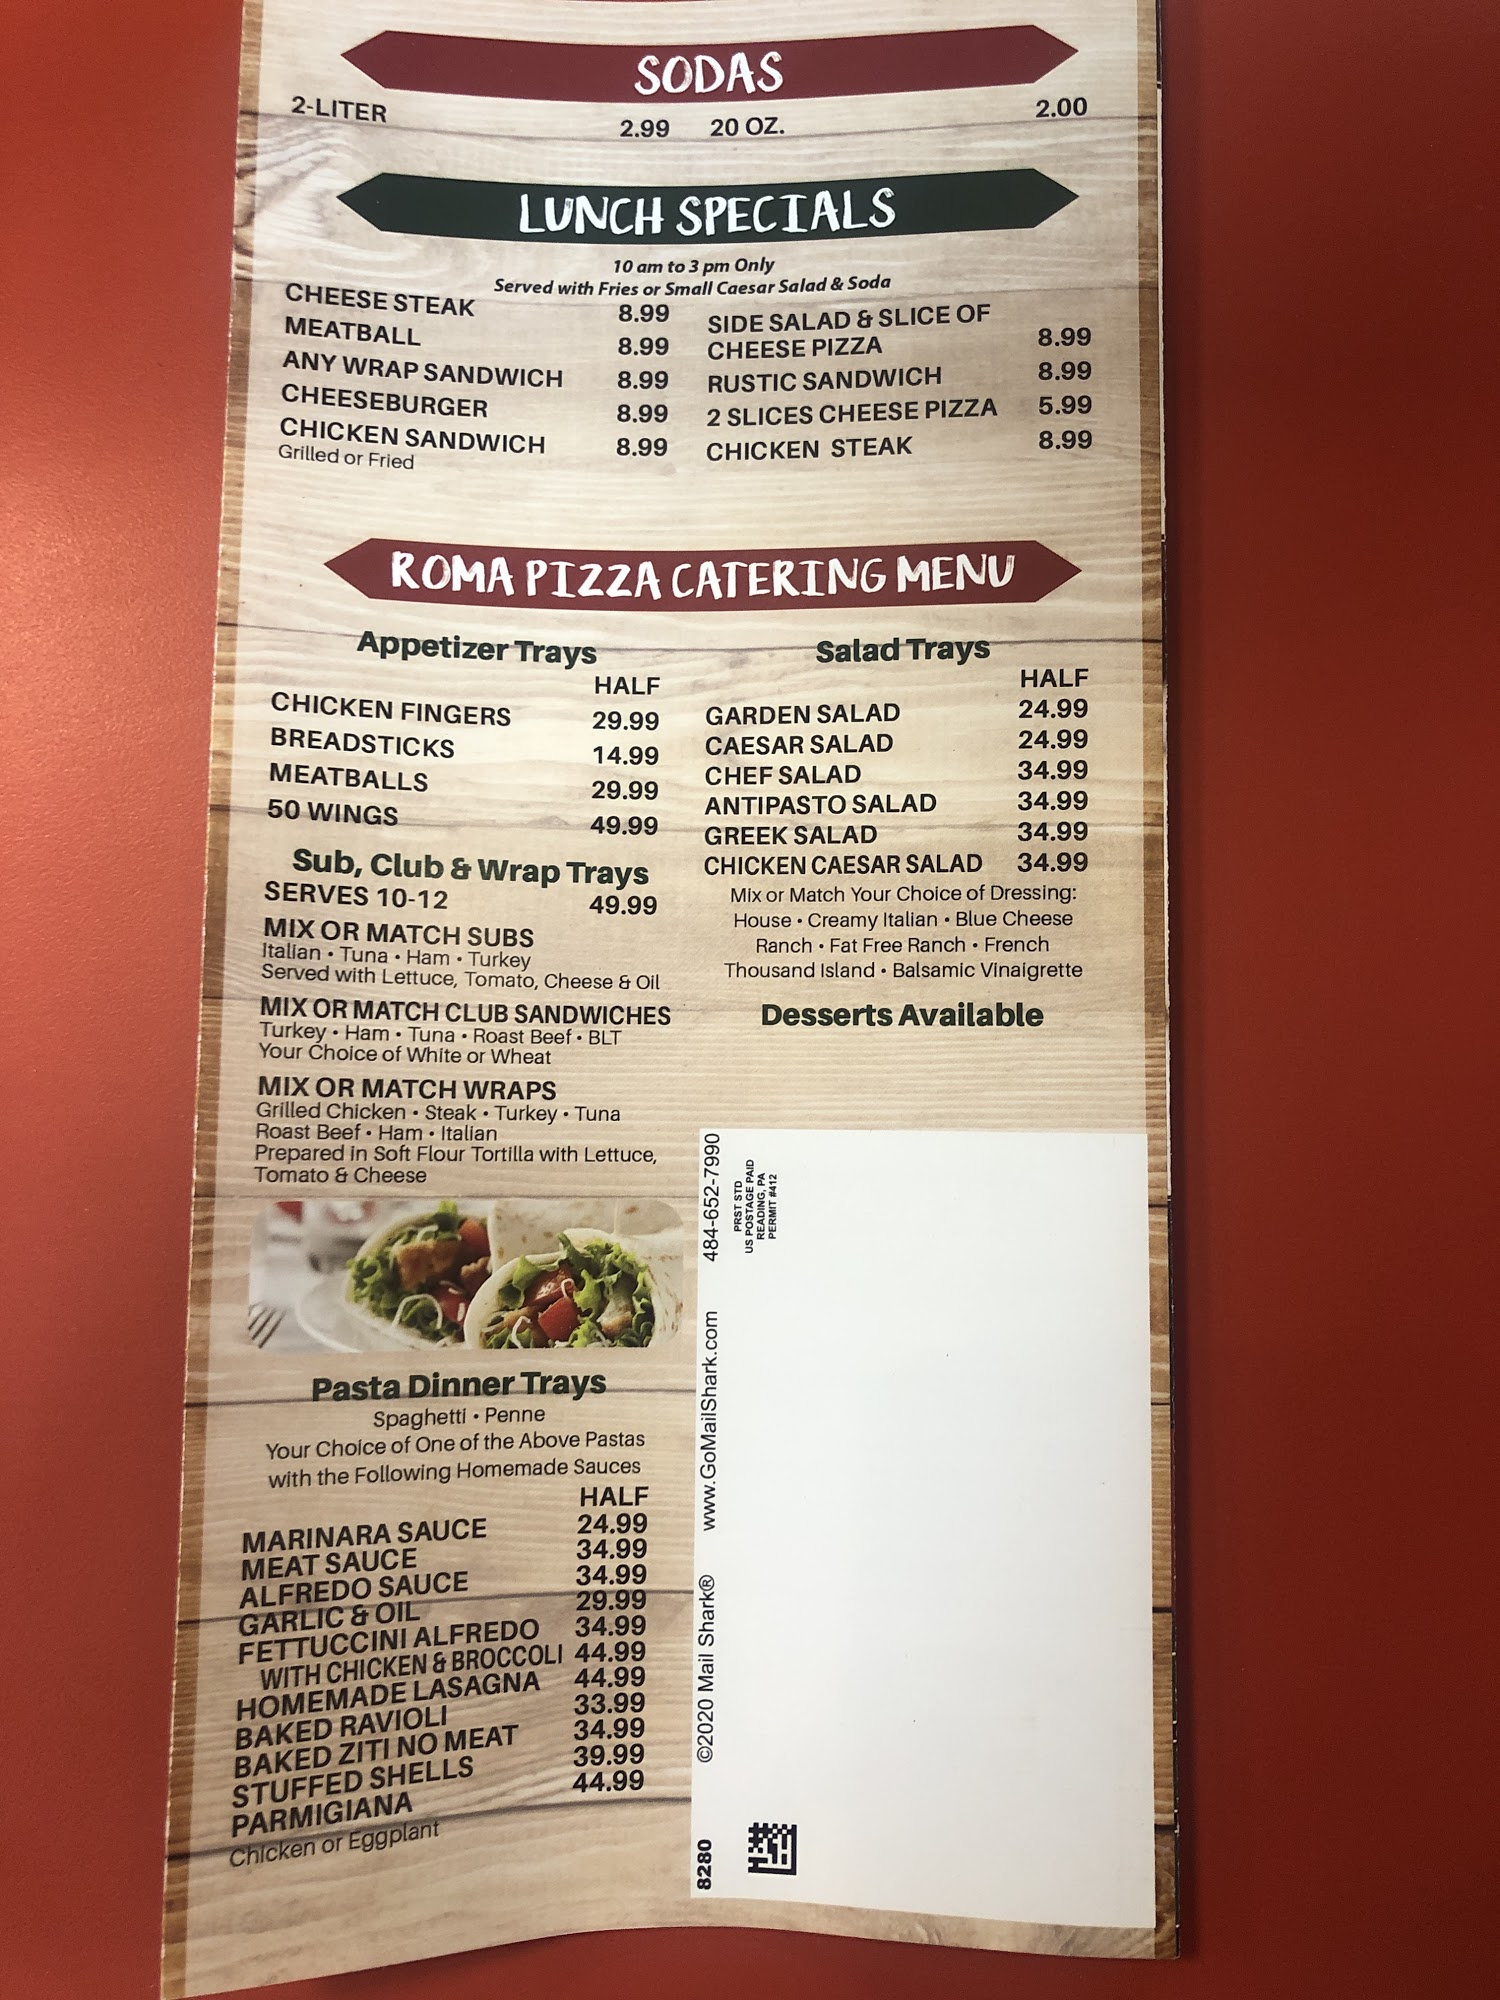 SODAS
2-LITER 2.99 20 OZ. 2.00
LUNCH SPECIALS
10 am to 3 pm Only
Served with Fries or Small Caesar Salad & Soda
CHEESE STEAK 8.99
MEATBALL 8.99
ANY WRAP SANDWICH 8.99
CHEESEBURGER 8.99
CHICKEN SANDWICH 8.99
Grilled or Fried
SIDE SALAD & SLICE OF
CHEESE PIZZA 8.99
RUSTIC SANDWICH 8.99
2 SLICES CHEESE PIZZA 5.99
CHICKEN STEAK 8.99
ROMA PIZZA CATERING MENU
Appetizer Trays
HALF
CHICKEN FINGERS 29.99
BREADSTICKS 14.99
MEATBALLS 29.99
50 WINGS 49.99
Sub, Club & Wrap Trays
SERVES 10-12 49.99
MIX OR MATCH SUBS
Italian • Tuna • Ham • Turkey
Served with Lettuce, Tomato, Cheese & Oil
MIX OR MATCH CLUB SANDWICHES
Turkey • Ham • Tuna • Roast Beef • BLT
Your Choice of White or Wheat
MIX OR MATCH WRAPS
Grilled Chicken • Steak • Turkey • Tuna
Roast Beef • Ham • Italian
Prepared in Soft Flour Tortilla with Lettuce,
Tomato & Cheese
Pasta Dinner Trays
Spaghetti • Penne
Your Choice of One of the Above Pastas
with the Following Homemade Sauces
HALF
MARINARA SAUCE 24.99
MEAT SAUCE 34.99
ALFREDO SAUCE 34.99
GARLIC & OIL 29.99
FETTUCCINI ALFREDO 34.99
WITH CHICKEN & BROCCOLI 44.99
HOMEMADE LASAGNA 44.99
BAKED RAVIOLI 33.99
BAKED ZITI NO MEAT 34.99
STUFFED SHELLS 39.99
PARMIGIANA 44.99
Chicken or Eggplant
Salad Trays
HALF
GARDEN SALAD 24.99
CAESAR SALAD 24.99
CHEF SALAD 34.99
ANTIPASTO SALAD 34.99
GREEK SALAD 34.99
CHICKEN CAESAR SALAD 34.99
Mix or Match Your Choice of Dressing:
House • Creamy Italian • Blue Cheese
Ranch • Fat Free Ranch • French
Thousand Island • Balsamic Vinaigrette
Desserts Available
8280 ©2020 Mail Shark® www.GoMailShark.com 484-652-7990
PRST STD
US POSTAGE PAID
READING, PA
PERMIT #412